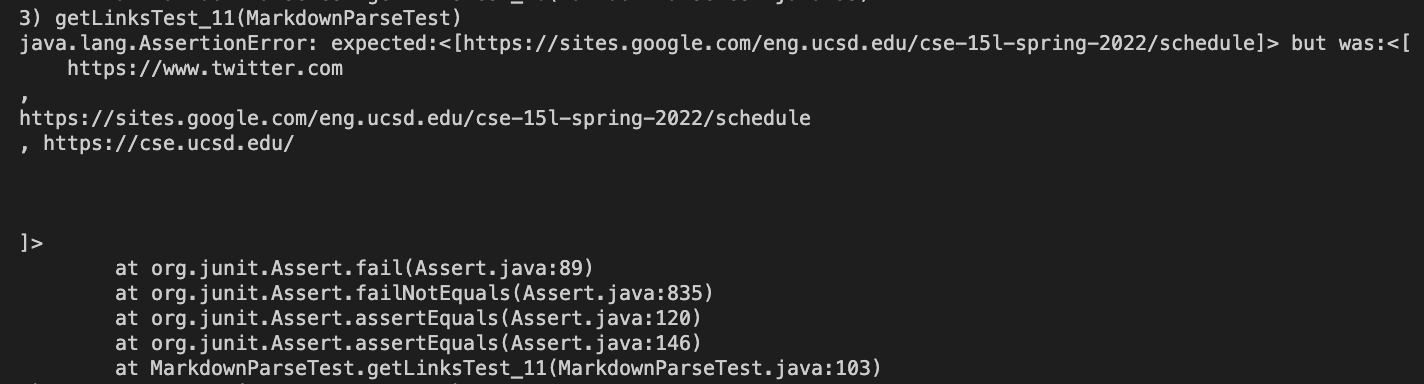 3) getLinksTest_11(MarkdownParseTest)
java.lang.AssertionError: expected:<[https://sites.google.com/eng.ucsd.edu/cse-15l-spring-2022/schedule]> but was:<[
    https://www.twitter.com
,
https://sites.google.com/eng.ucsd.edu/cse-15l-spring-2022/schedule
, https://cse.ucsd.edu/
]>
        at org.junit.Assert.fail(Assert.java:89)
        at org.junit.Assert.failNotEquals(Assert.java:835)
        at org.junit.Assert.assertEquals(Assert.java:120)
        at org.junit.Assert.assertEquals(Assert.java:146)
        at MarkdownParseTest.getLinksTest_11(MarkdownParseTest.java:103)